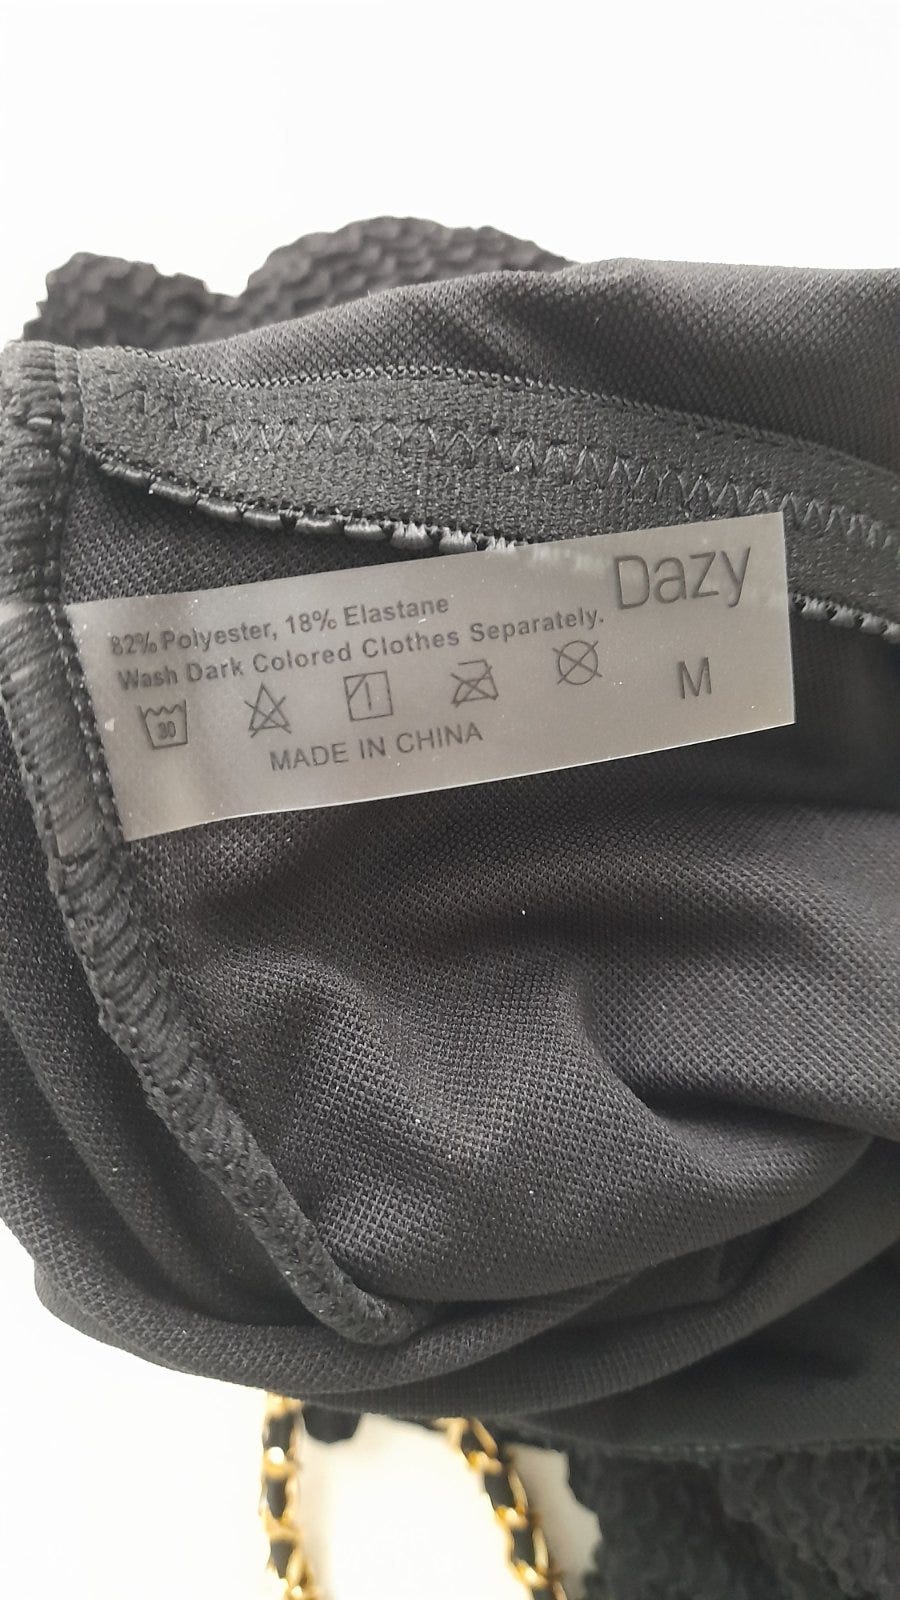 Dazy
82% Polyester, 18% Elastane
Wash Dark Colored Clothes Separately.
30
M
MADE IN CHINA